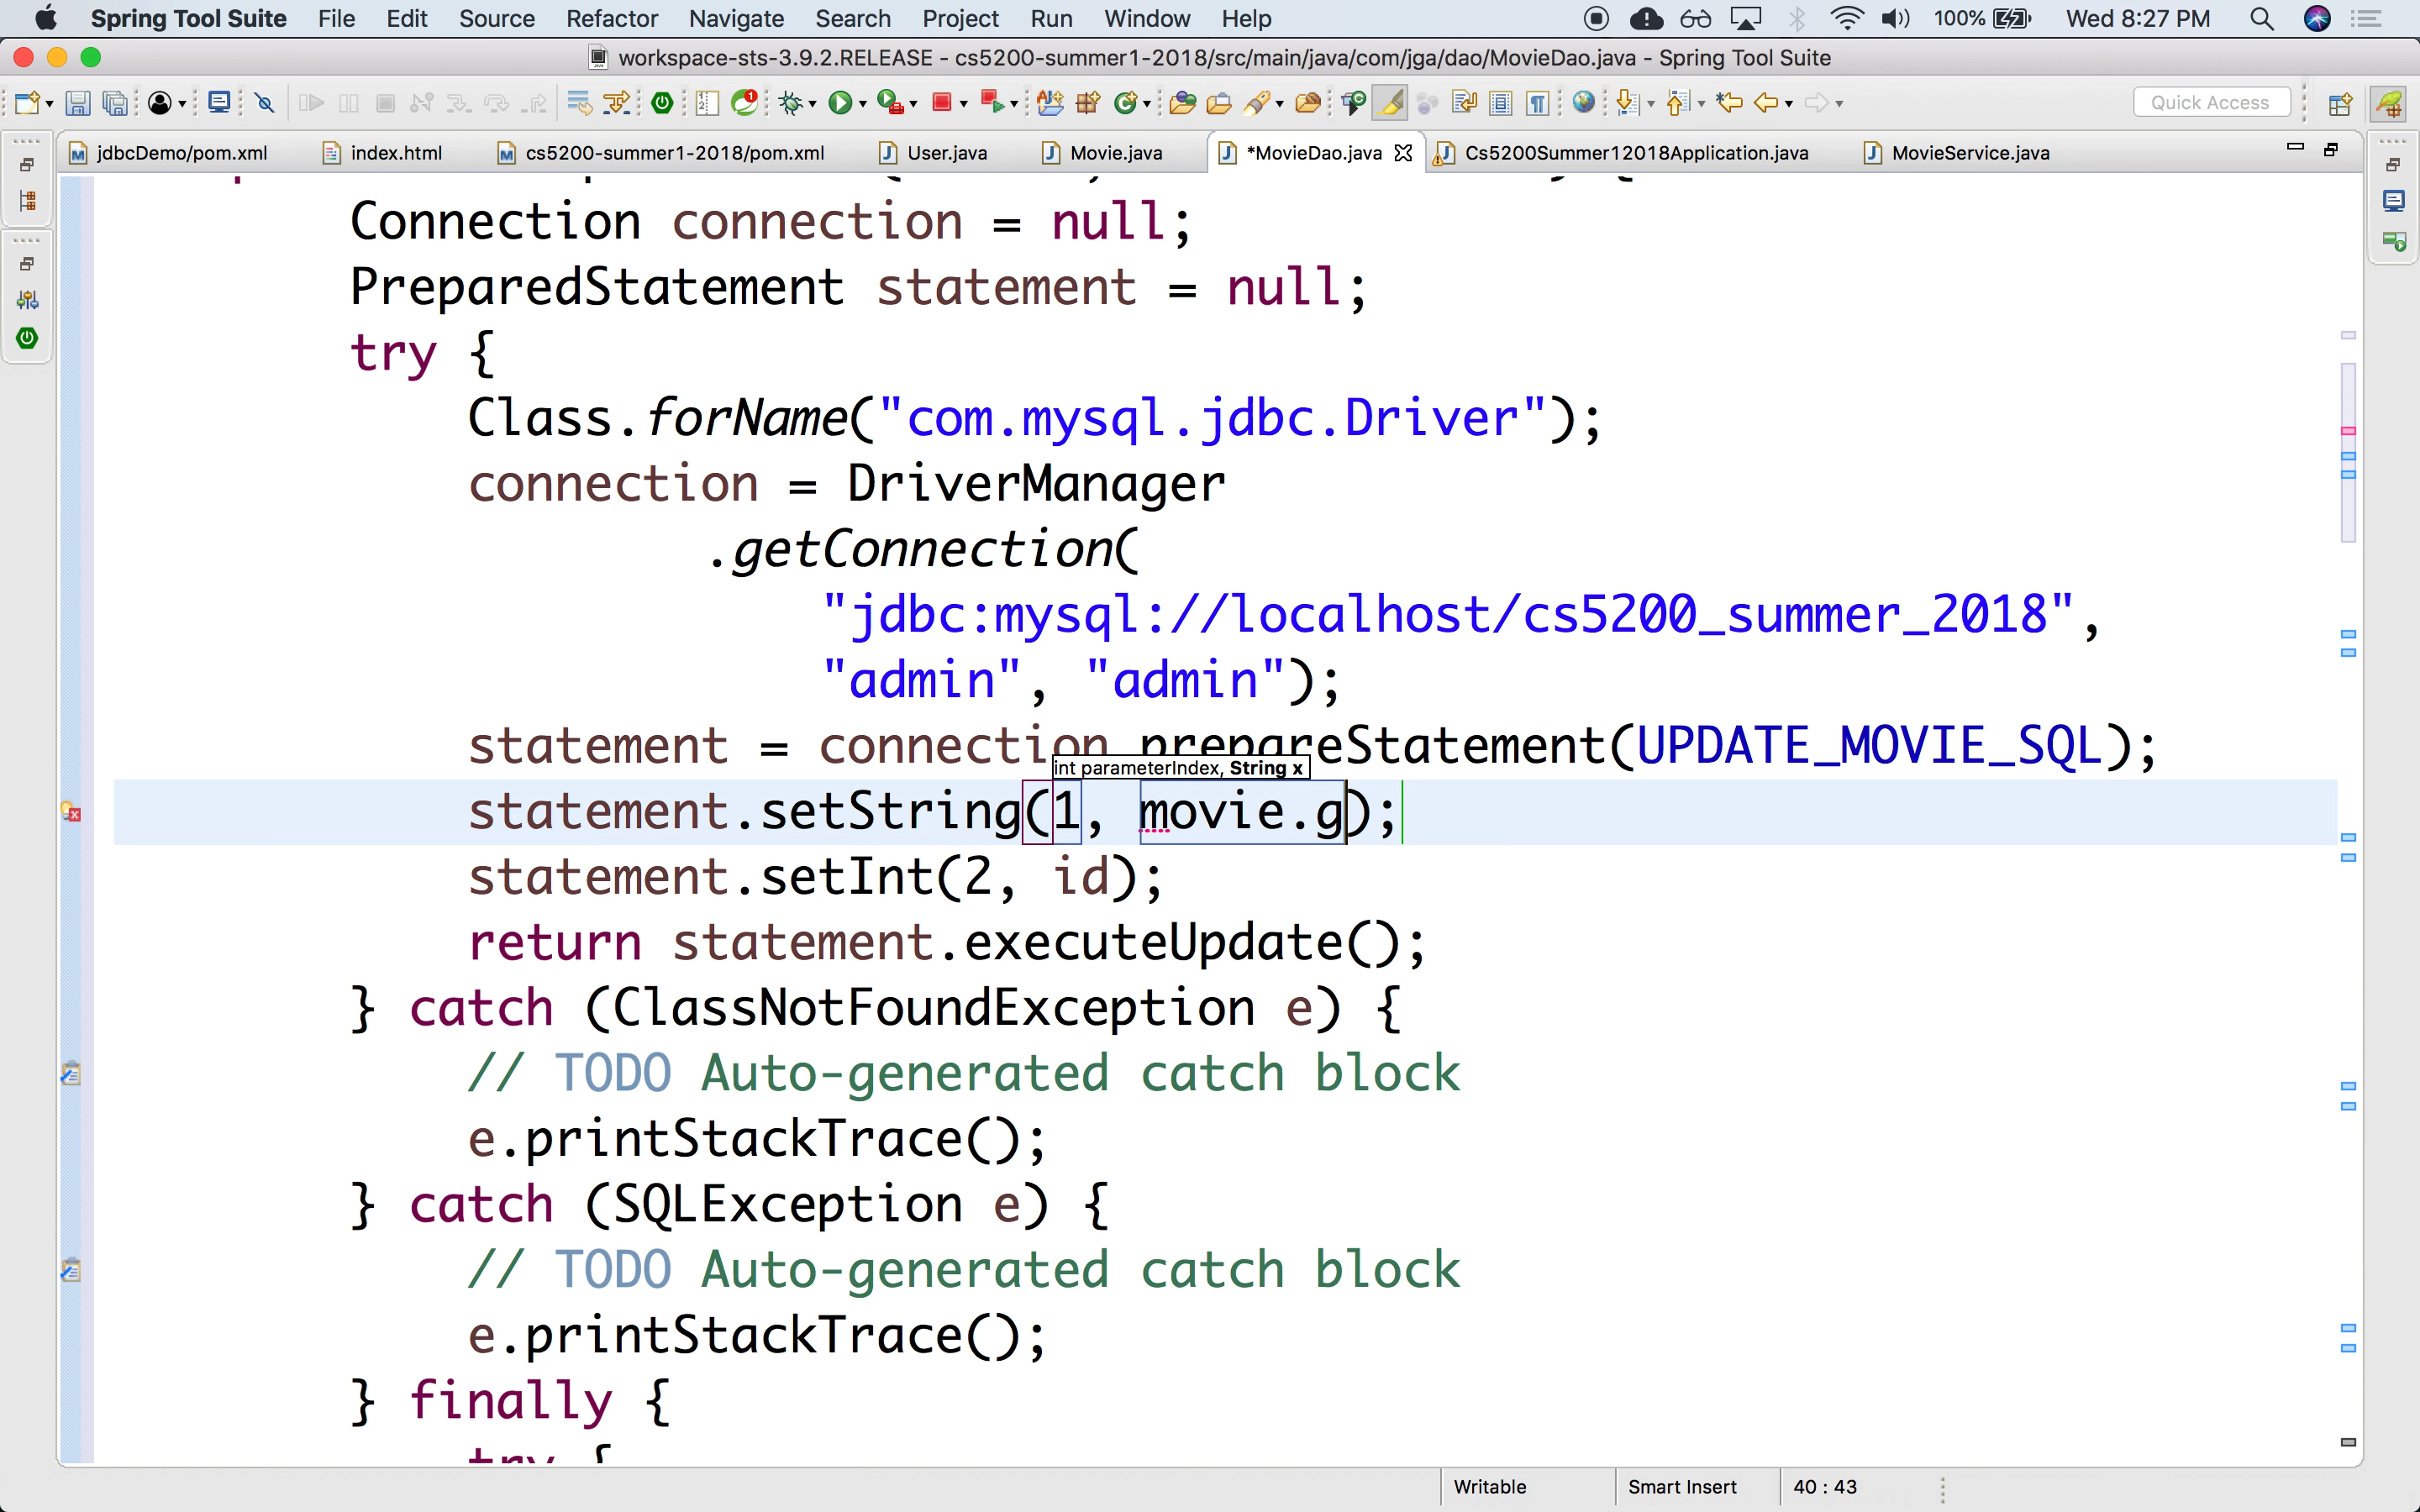 Spring Tool Suite File Edit Source Refactor Navigate Search Project Run Window Help 100% Wed 8:27 PM
workspace-sts-3.9.2.RELEASE - cs5200-summer1-2018/src/main/java/com/jga/dao/MovieDao.java - Spring Tool Suite
Quick Access
jdbcDemo/pom.xml index.html cs5200-summer1-2018/pom.xml User.java Movie.java *MovieDao.java Cs5200Summer12018Application.java MovieService.java
Connection connection = null;
PreparedStatement statement = null;
try {
Class.forName("com.mysql.jdbc.Driver");
connection = DriverManager
.getConnection(
"jdbc:mysql://localhost/cs5200_summer_2018",
"admin", "admin");
statement = connection.prepareStatement(UPDATE_MOVIE_SQL);
int parameterIndex, String x
statement.setString(1, movie.g);
statement.setInt(2, id);
return statement.executeUpdate();
} catch (ClassNotFoundException e) {
// TODO Auto-generated catch block
e.printStackTrace();
} catch (SQLException e) {
// TODO Auto-generated catch block
e.printStackTrace();
} finally {
try {
Writable Smart Insert 40 : 43